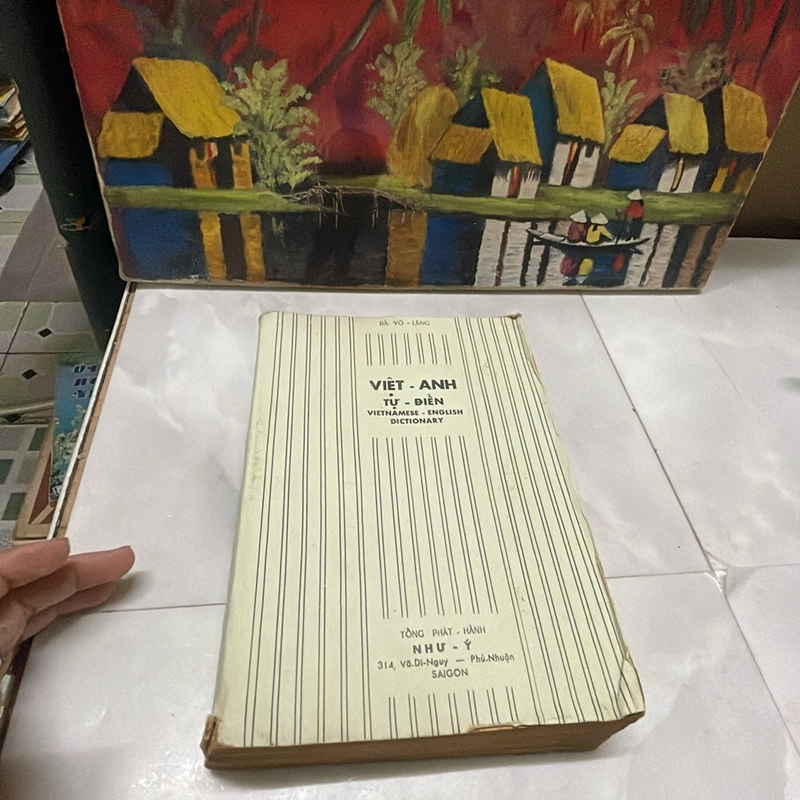 BÀ VÕ - LĂNG
VIỆT - ANH
TỰ - ĐIỂN
VIETNAMESE - ENGLISH
DICTIONARY
TỔNG PHÁT - HÀNH
NHƯ - Ý
314, Võ-Di-Nguy — Phú-Nhuận
SAIGON